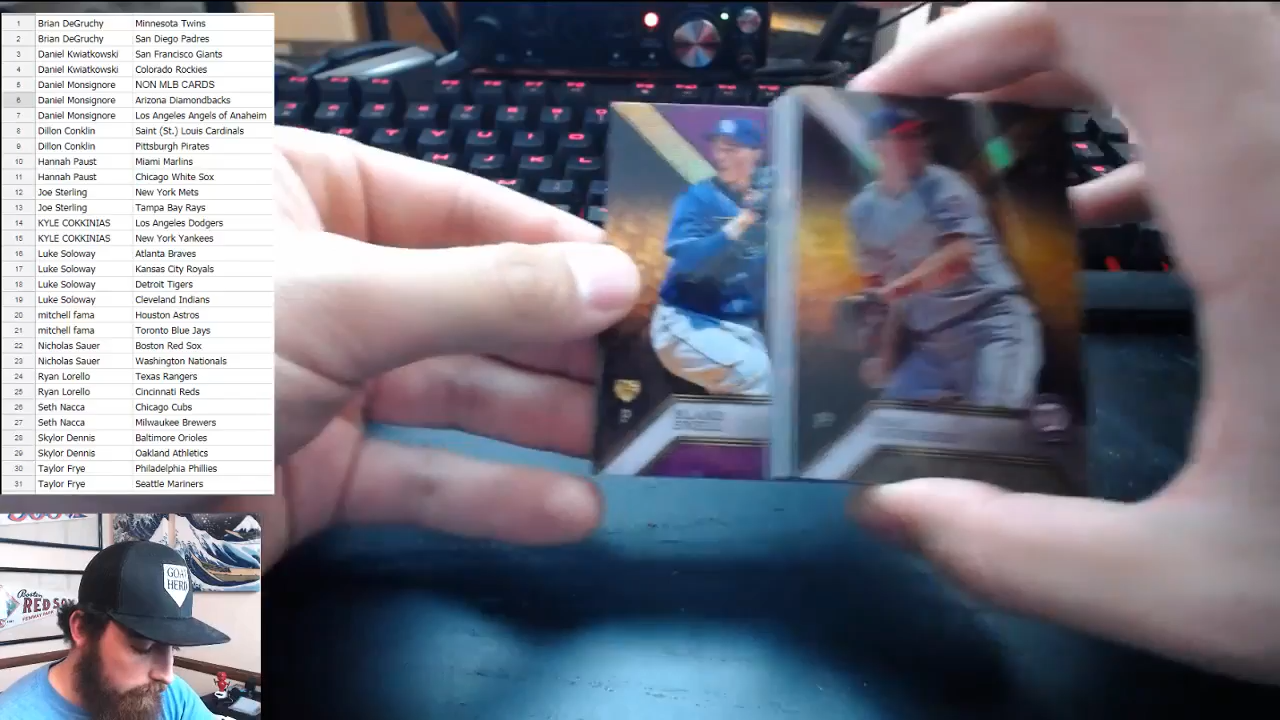 1 Brian DeGruchy Minnesota Twins
2 Brian DeGruchy San Diego Padres
3 Daniel Kwiatkowski San Francisco Giants
4 Daniel Kwiatkowski Colorado Rockies
5 Daniel Monsignore NON MLB CARDS
6 Daniel Monsignore Arizona Diamondbacks
7 Daniel Monsignore Los Angeles Angels of Anaheim
8 Dillon Conklin Saint (St.) Louis Cardinals
9 Dillon Conklin Pittsburgh Pirates
10 Hannah Paust Miami Marlins
11 Hannah Paust Chicago White Sox
12 Joe Sterling New York Mets
13 Joe Sterling Tampa Bay Rays
14 KYLE COKKINIAS Los Angeles Dodgers
15 KYLE COKKINIAS New York Yankees
16 Luke Soloway Atlanta Braves
17 Luke Soloway Kansas City Royals
18 Luke Soloway Detroit Tigers
19 Luke Soloway Cleveland Indians
20 mitchell fama Houston Astros
21 mitchell fama Toronto Blue Jays
22 Nicholas Sauer Boston Red Sox
23 Nicholas Sauer Washington Nationals
24 Ryan Lorello Texas Rangers
25 Ryan Lorello Cincinnati Reds
26 Seth Nacca Chicago Cubs
27 Seth Nacca Milwaukee Brewers
28 Skylor Dennis Baltimore Orioles
29 Skylor Dennis Oakland Athletics
30 Taylor Frye Philadelphia Phillies
31 Taylor Frye Seattle Mariners
BLAKE
SNELL
P
GOAT
HERD
Boston
RED SOX
FENWAY PARK